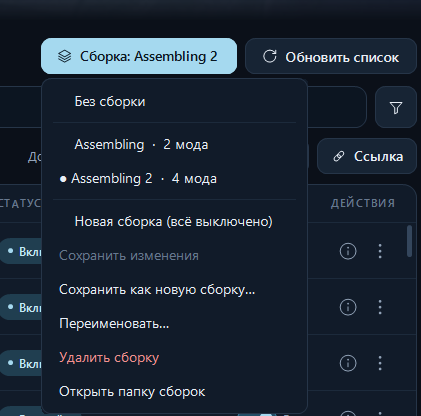 Сборка: Assembling 2
Обновить список
Без сборки
Assembling · 2 мода
● Assembling 2 · 4 мода
Ссылка
СТАТУС
ДЕЙСТВИЯ
Новая сборка (всё выключено)
Сохранить изменения
Сохранить как новую сборку...
Переименовать...
Удалить сборку
Открыть папку сборок